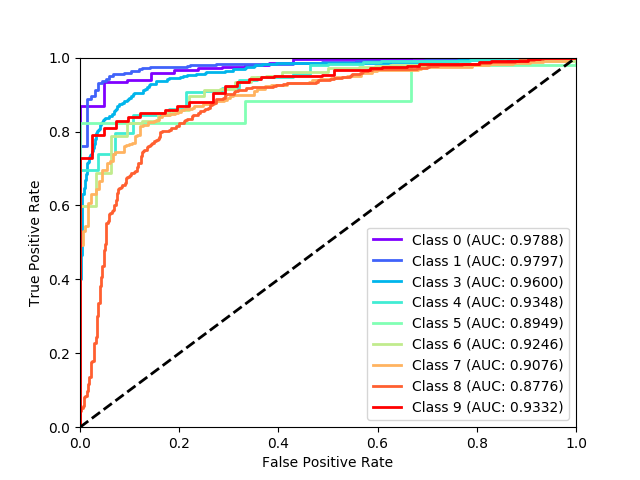 1.0
0.8
0.6
0.4
0.2
0.0
True Positive Rate
Class 0 (AUC: 0.9788)
Class 1 (AUC: 0.9797)
Class 3 (AUC: 0.9600)
Class 4 (AUC: 0.9348)
Class 5 (AUC: 0.8949)
Class 6 (AUC: 0.9246)
Class 7 (AUC: 0.9076)
Class 8 (AUC: 0.8776)
Class 9 (AUC: 0.9332)
0.0 0.2 0.4 0.6 0.8 1.0
False Positive Rate